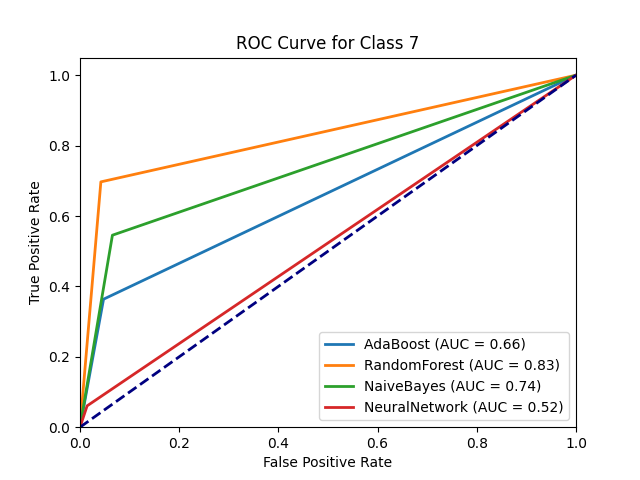 ROC Curve for Class 7
True Positive Rate
1.0
0.8
0.6
0.4
0.2
0.0
AdaBoost (AUC = 0.66)
RandomForest (AUC = 0.83)
NaiveBayes (AUC = 0.74)
NeuralNetwork (AUC = 0.52)
0.0 0.2 0.4 0.6 0.8 1.0
False Positive Rate